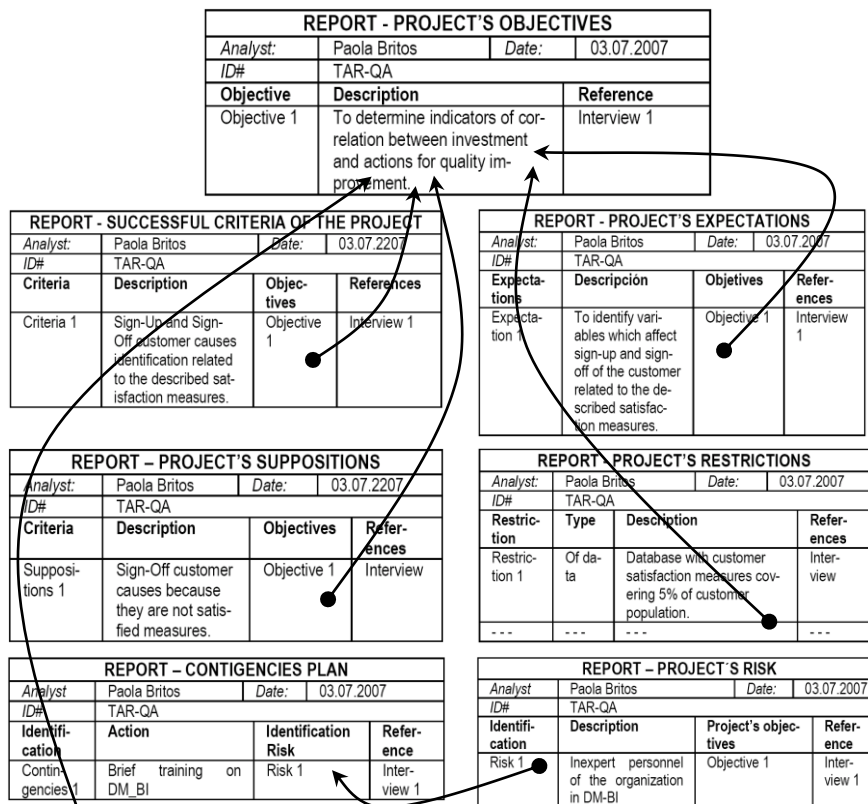 REPORT - PROJECT'S OBJECTIVES
Analyst: Paola Britos Date: 03.07.2007
ID# TAR-QA
Objective Description Reference
Objective 1 To determine indicators of cor- Interview 1
relation between investment
and actions for quality im-
provement.
REPORT - SUCCESSFUL CRITERIA OF THE PROJECT
Analyst: Paola Britos Date: 03.07.2207
ID# TAR-QA
Criteria Description Objec- References
tives
Criteria 1 Sign-Up and Sign- Objective Interview 1
Off customer causes 1
identification related
to the described sat-
isfaction measures.
REPORT - PROJECT'S EXPECTATIONS
Analyst: Paola Britos Date: 03.07.2007
ID# TAR-QA
Expecta- Descripción Objetives Refer-
tions ences
Expecta- To identify vari- Objective 1 Interview
tion 1 ables which affect 1
sign-up and sign-
off of the customer
related to the de-
scribed satisfac-
tion measures.
REPORT – PROJECT'S SUPPOSITIONS
Analyst: Paola Britos Date: 03.07.2207
ID# TAR-QA
Criteria Description Objectives Refer-
ences
Supposi- Sign-Off customer Objective 1 Interview
tions 1 causes because
they are not satis-
fied measures.
REPORT - PROJECT'S RESTRICTIONS
Analyst: Paola Britos Date: 03.07.2007
ID# TAR-QA
Restric- Type Description Refer-
tion ences
Restric- Of da- Database with customer Inter-
tion 1 ta satisfaction measures cov- view
ering 5% of customer
population.
- - - - - - - - - - - -
REPORT – CONTIGENCIES PLAN
Analyst Paola Britos Date: 03.07.2007
ID# TAR-QA
Identifi- Action Identification Refer-
cation Risk ence
Contin- Brief training on Risk 1 Inter-
gencies 1 DM_BI view 1
REPORT – PROJECT´S RISK
Analyst Paola Britos Date: 03.07.2007
ID# TAR-QA
Identifi- Description Project's objec- Refer-
cation tives ence
Risk 1 Inexpert personnel Objective 1 Inter-
of the organization view 1
in DM-BI